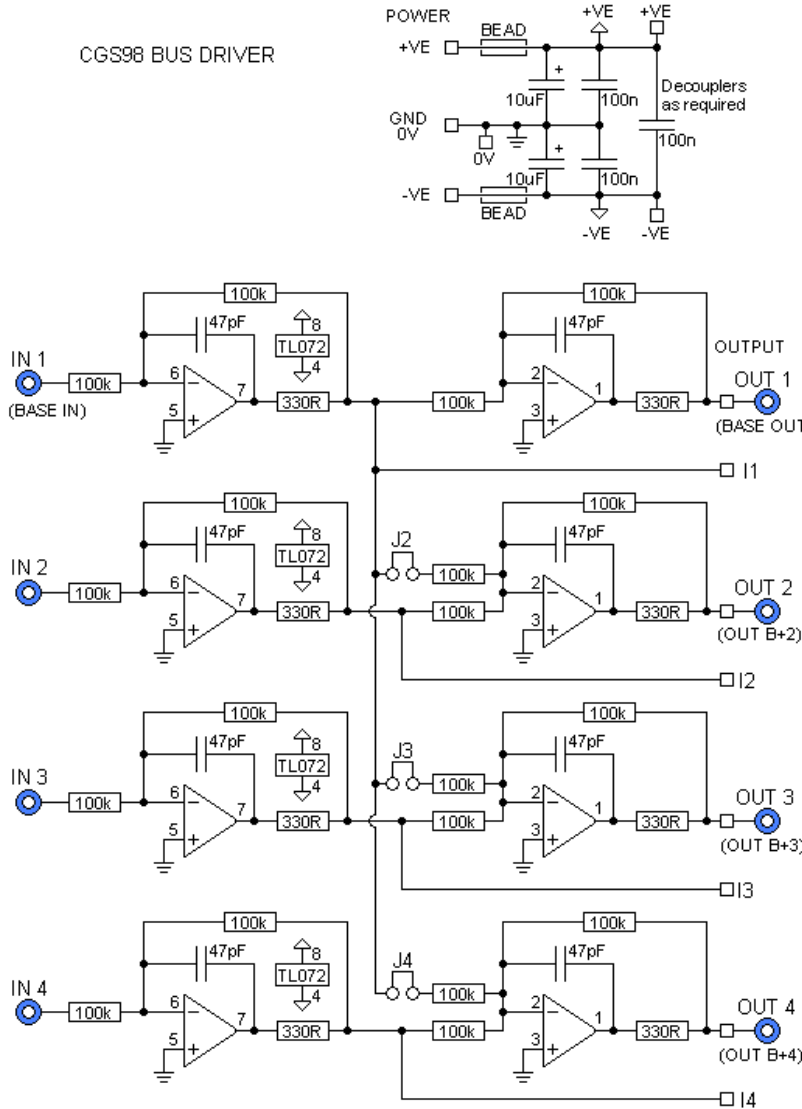 CGS98 BUS DRIVER
POWER
+VE
BEAD
+VE
+VE
+
10uF
100n
Decouplers
as required
100n
GND
0V
0V
+
10uF
100n
-VE
BEAD
-VE
-VE
100k
47pF
8
TL072
4
IN 1
(BASE IN)
100k
6
5
7
330R
100k
100k
47pF
2
3
1
330R
OUTPUT
OUT 1
(BASE OUT
I1
100k
47pF
8
TL072
4
IN 2
100k
6
5
7
330R
J2
100k
100k
100k
47pF
2
3
1
330R
OUT 2
(OUT B+2)
I2
100k
47pF
8
TL072
4
IN 3
100k
6
5
7
330R
J3
100k
100k
100k
47pF
2
3
1
330R
OUT 3
(OUT B+3)
I3
100k
47pF
8
TL072
4
IN 4
100k
6
5
7
330R
J4
100k
100k
100k
47pF
2
3
1
330R
OUT 4
(OUT B+4)
I4